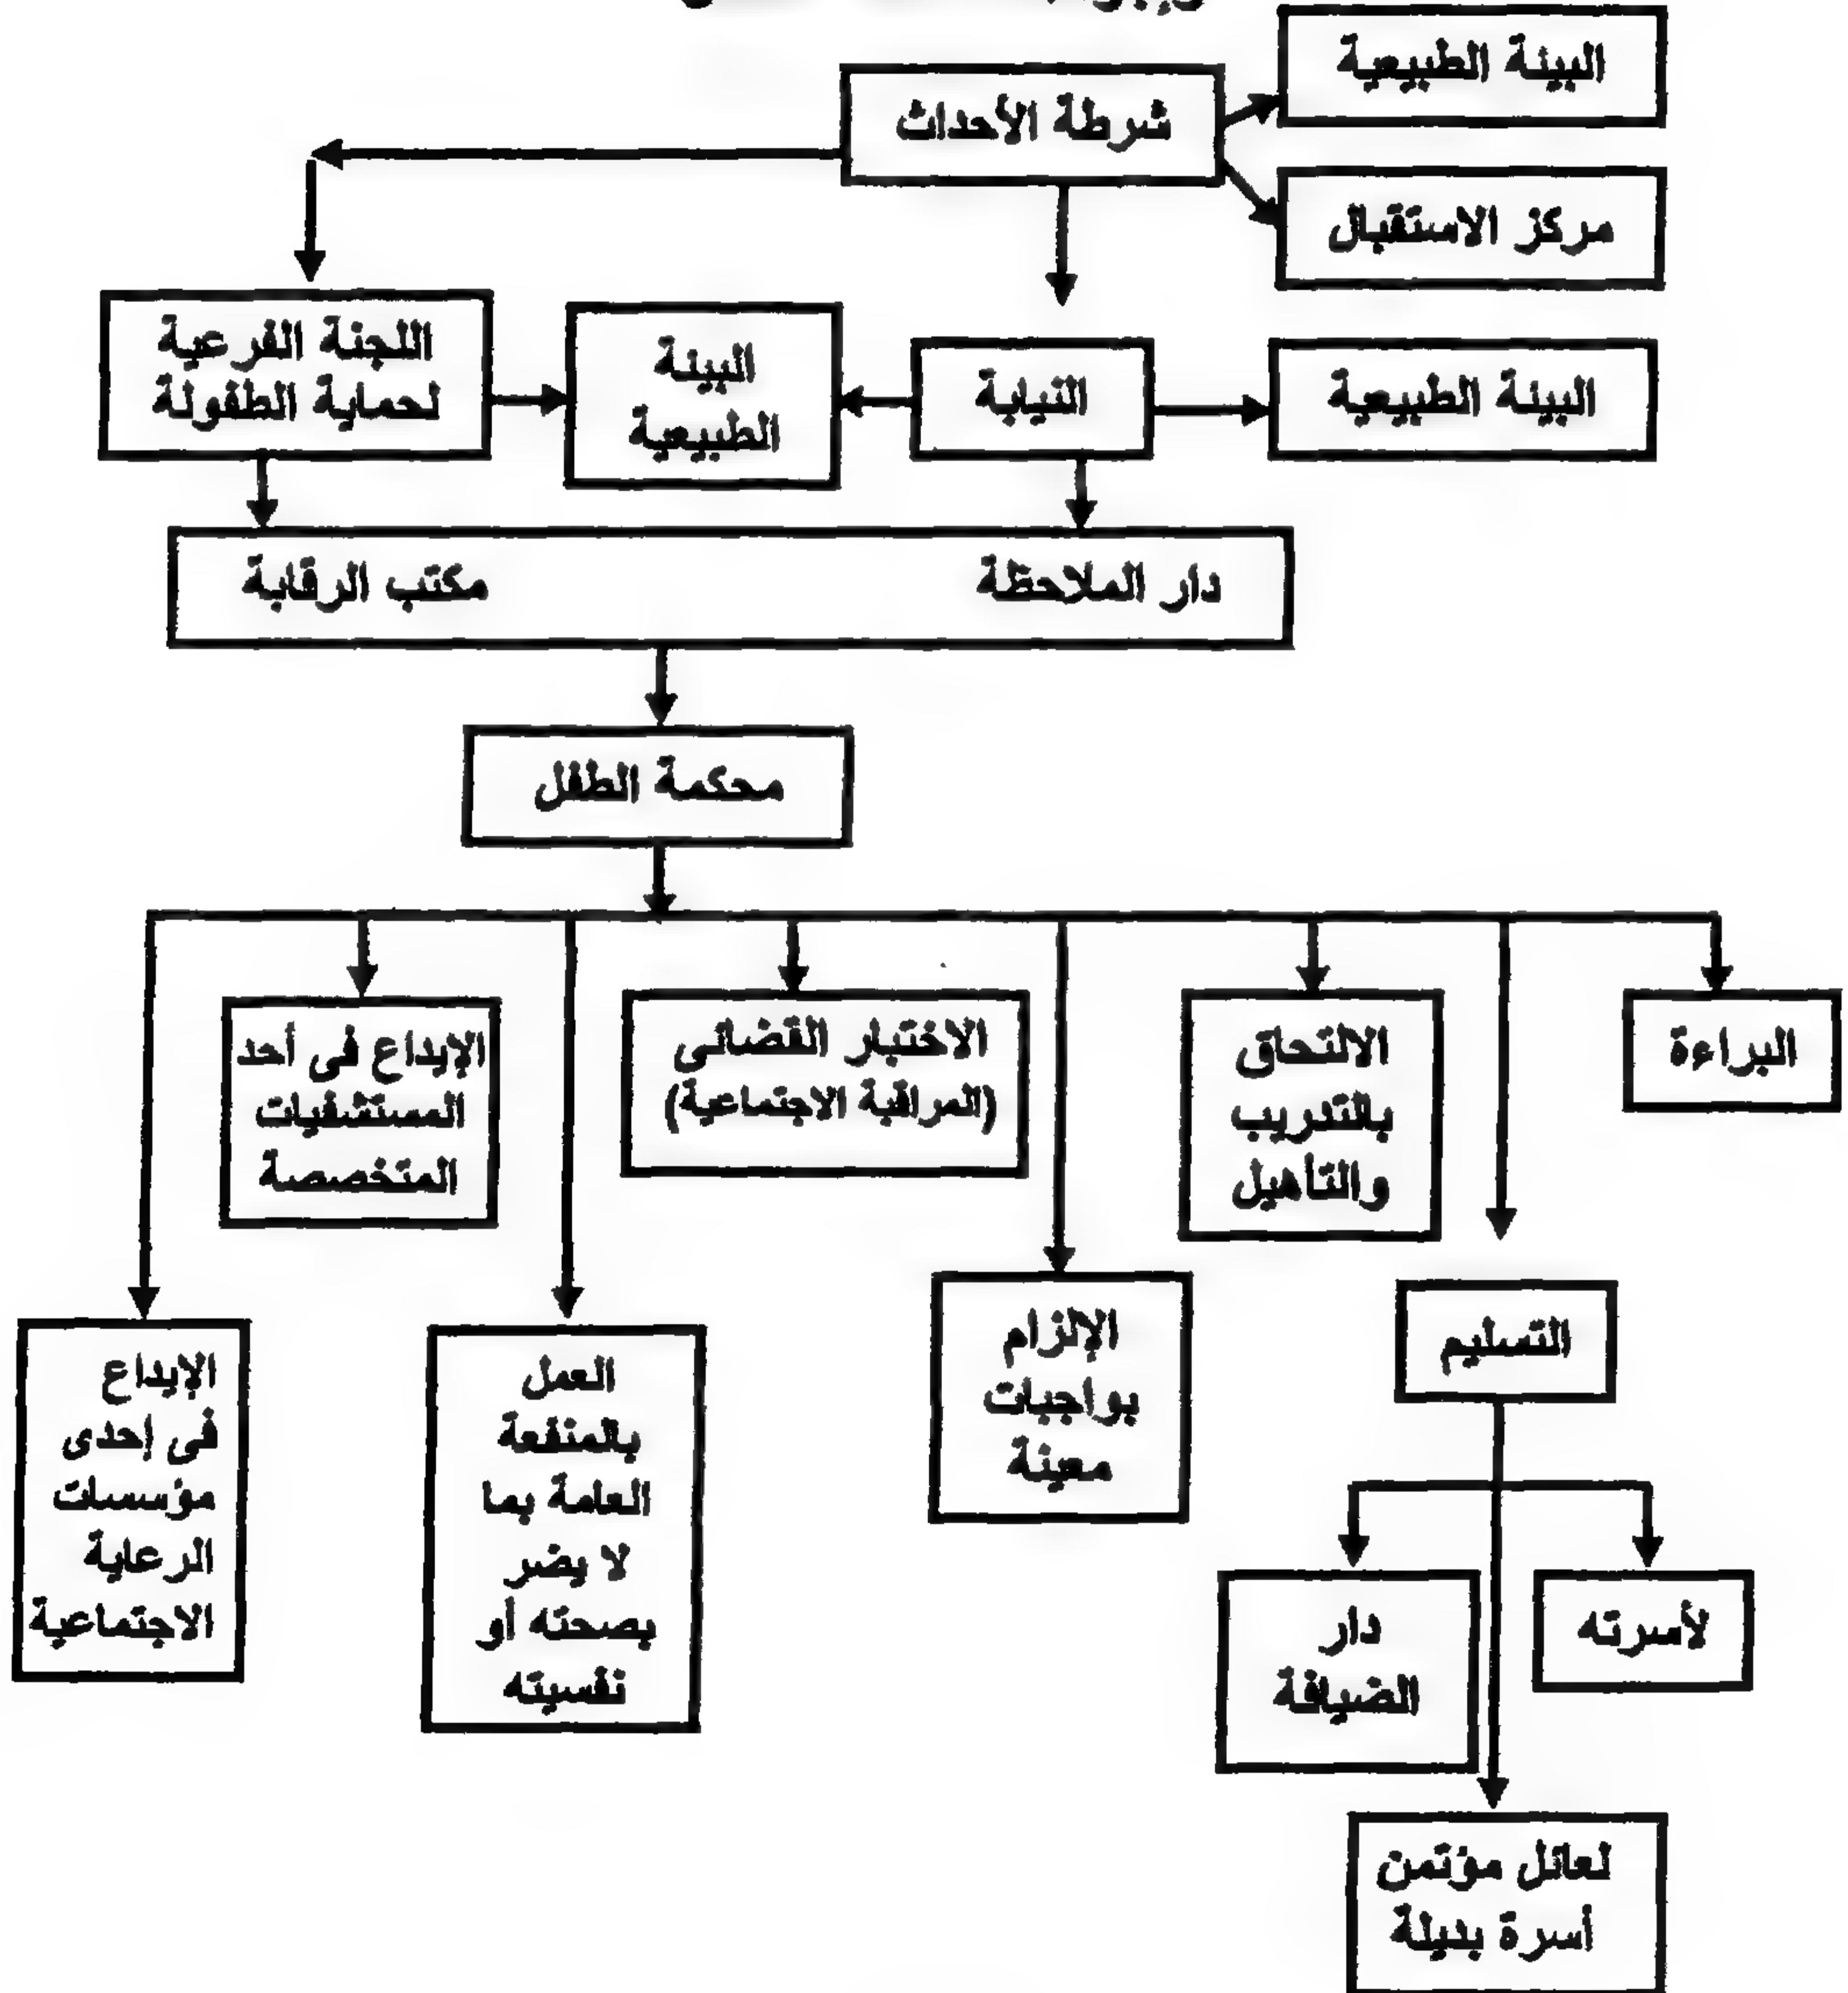 البيئة الطبيعية
شرطة الأحداث
مركز الاستقبال
البيئة الطبيعية
النيابة
البيئة
الطبيعية
اللجنة الفرعية
لحماية الطفولة
دار الملاحظة
مكتب الرقابة
محكمة الطفل
البراءة
الالتحاق
بالتدريب
والتأهيل
الاختبار القضائى
(المراقبة الاجتماعية)
الإيداع فى أحد
المستشفيات
المتخصصة
التسليم
الإلزام
بواجبات
معينة
العمل
بالمنفعة
العامة بما
لا يضر
بصحته أو
نفسيته
الإيداع
فى إحدى
مؤسسات
الرعاية
الاجتماعية
لأسرته
دار
الضيافة
لعائل مؤتمن
أسرة بديلة